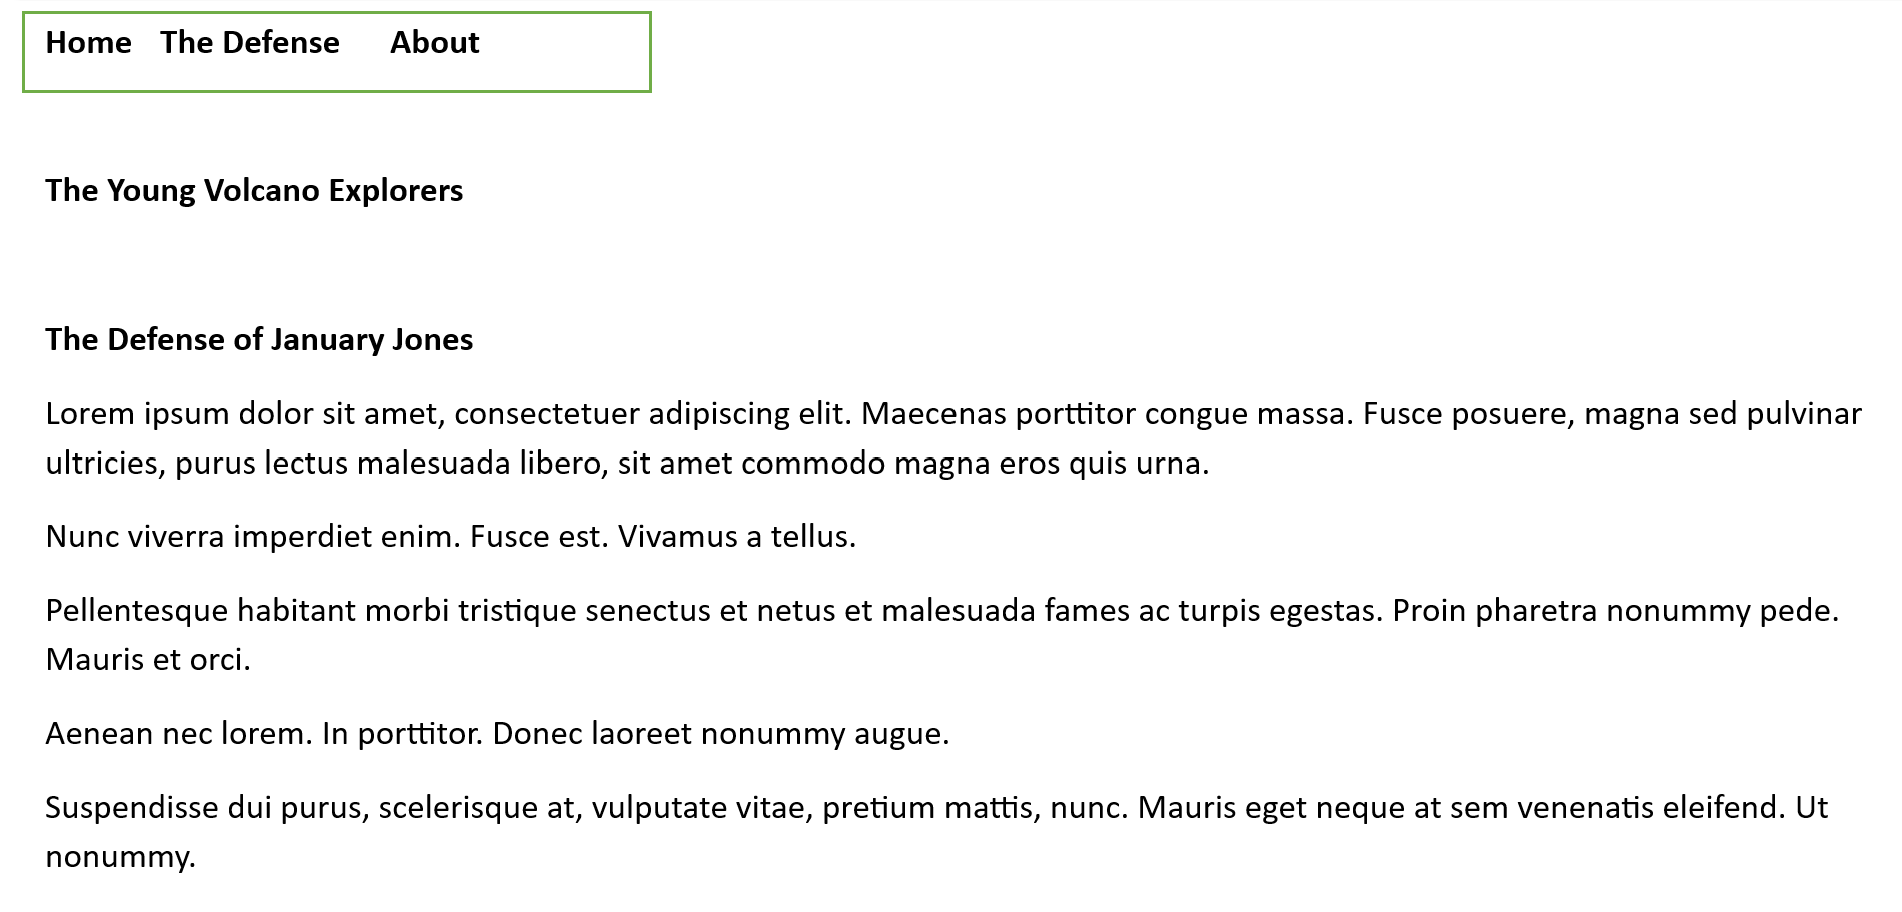 Home The Defense About
The Young Volcano Explorers
The Defense of January Jones
Lorem ipsum dolor sit amet, consectetuer adipiscing elit. Maecenas porttitor congue massa. Fusce posuere, magna sed pulvinar
ultricies, purus lectus malesuada libero, sit amet commodo magna eros quis urna.
Nunc viverra imperdiet enim. Fusce est. Vivamus a tellus.
Pellentesque habitant morbi tristique senectus et netus et malesuada fames ac turpis egestas. Proin pharetra nonummy pede.
Mauris et orci.
Aenean nec lorem. In porttitor. Donec laoreet nonummy augue.
Suspendisse dui purus, scelerisque at, vulputate vitae, pretium mattis, nunc. Mauris eget neque at sem venenatis eleifend. Ut
nonummy.